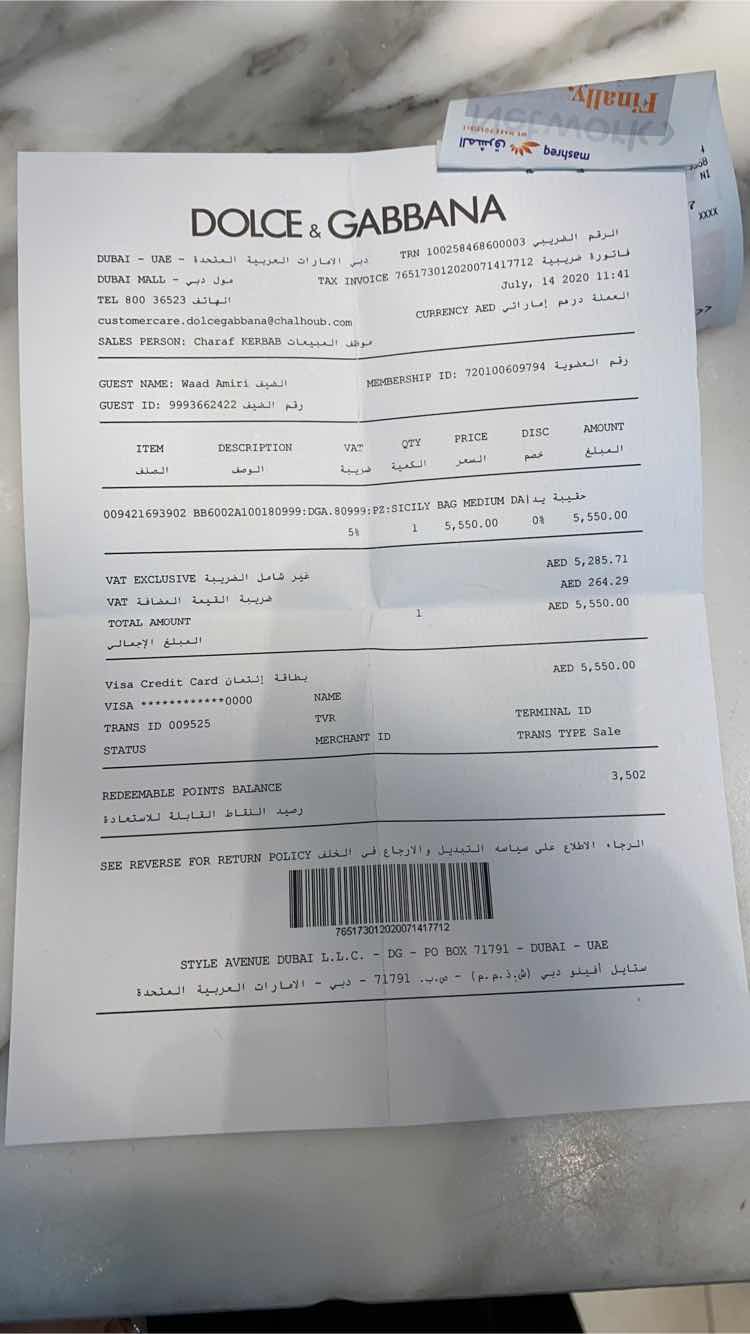 Finally.
Network>
WE MAKE POSSIBLE
المشرق mashreq
IN
XXXX
>>
DOLCE & GABBANA
DUBAI - UAE - دبي الامارات العربية المتحدة
TRN 100258468600003 الرقم الضريبي
DUBAI MALL - مول دبي
TAX INVOICE 765173012020071417712 فاتورة ضريبية
TEL 800 36523 الهاتف
July, 14 2020 11:41
customercare.dolcegabbana@chalhoub.com
CURRENCY AED العملة درهم إماراتي
SALES PERSON: Charaf KERBAB موظف المبيعات
GUEST NAME: Waad Amiri الضيف
MEMBERSHIP ID: 720100609794 رقم العضوية
GUEST ID: 9993662422 رقم الضيف
ITEM DESCRIPTION VAT QTY PRICE DISC AMOUNT
الصنف الوصف ضريبة الكمية السعر خصم المبلغ
009421693902 BB6002A100180999:DGA.80999:PZ:SICILY BAG MEDIUM DA| حقيبة يد
5% 1 5,550.00 0% 5,550.00
VAT EXCLUSIVE غير شامل الضريبة AED 5,285.71
VAT ضريبة القيمة المضافة AED 264.29
TOTAL AMOUNT 1 AED 5,550.00
المبلغ الإجمالي
Visa Credit Card بطاقة إئتمان AED 5,550.00
VISA ************0000 NAME
TRANS ID 009525 TVR TERMINAL ID
STATUS MERCHANT ID TRANS TYPE Sale
REDEEMABLE POINTS BALANCE 3,502
رصيد النقاط القابلة للاستعادة
SEE REVERSE FOR RETURN POLICY الرجاء الاطلاع على سياسه التبديل والارجاع في الخلف
765173012020071417712
STYLE AVENUE DUBAI L.L.C. - DG - PO BOX 71791 - DUBAI - UAE
ستايل أفينو دبي (ش.ذ.م.م) - ص.ب. 71791 - دبي - الامارات العربية المتحدة